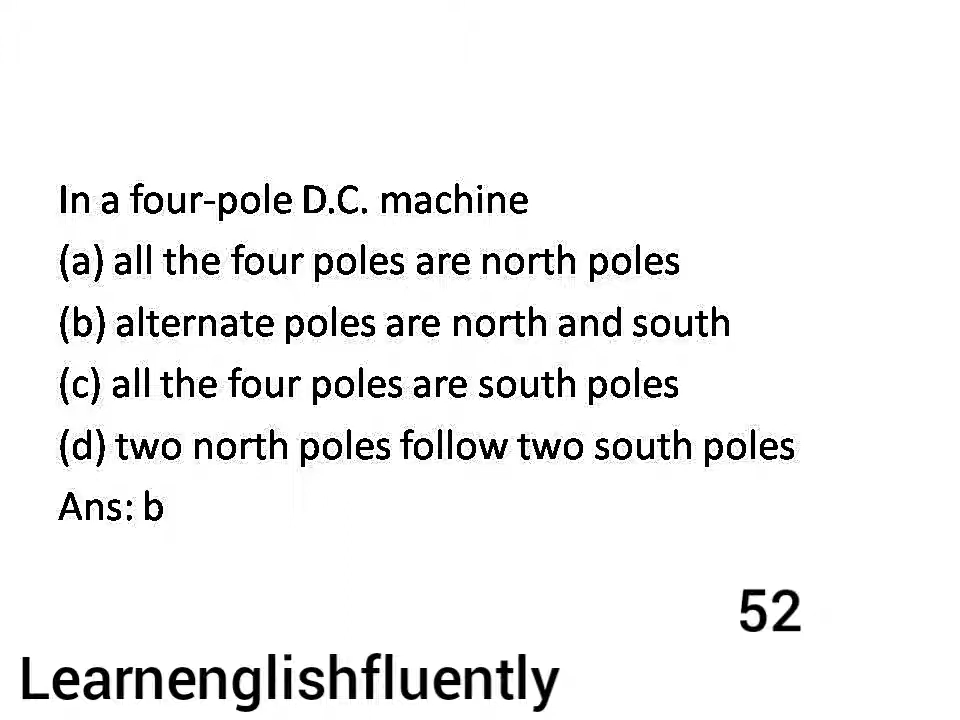 In a four-pole D.C. machine
(a) all the four poles are north poles
(b) alternate poles are north and south
(c) all the four poles are south poles
(d) two north poles follow two south poles
Ans: b
52
Learnenglishfluently